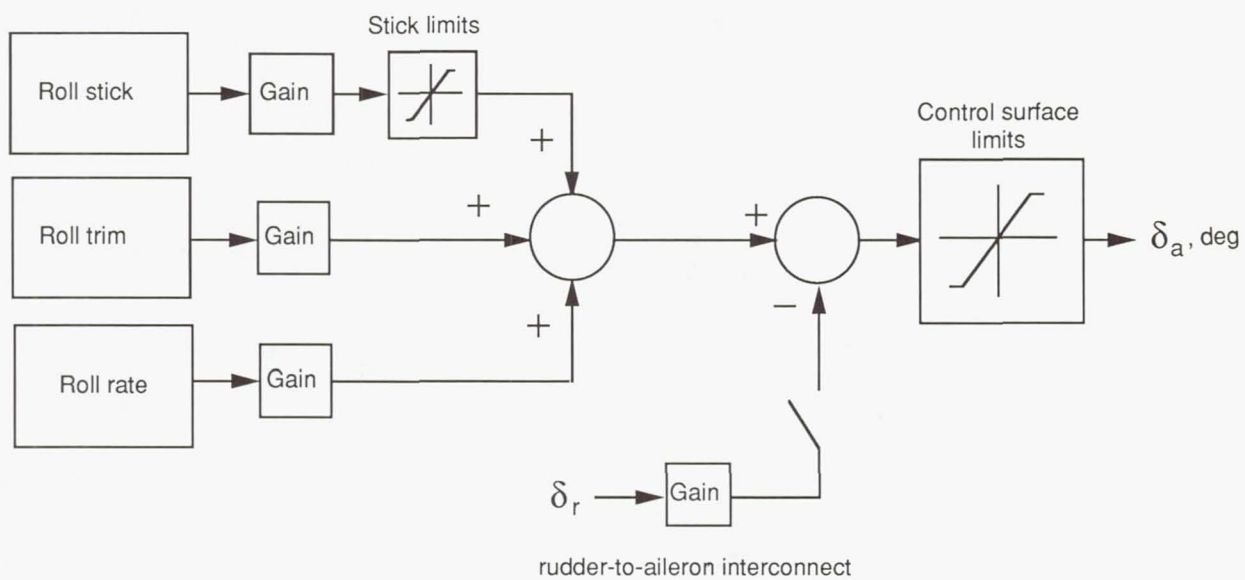 Stick limits
Roll stick
Gain
+
Control surface
limits
Roll trim
Gain
+
+
δa, deg
Roll rate
Gain
+
−
δr
Gain
rudder-to-aileron interconnect